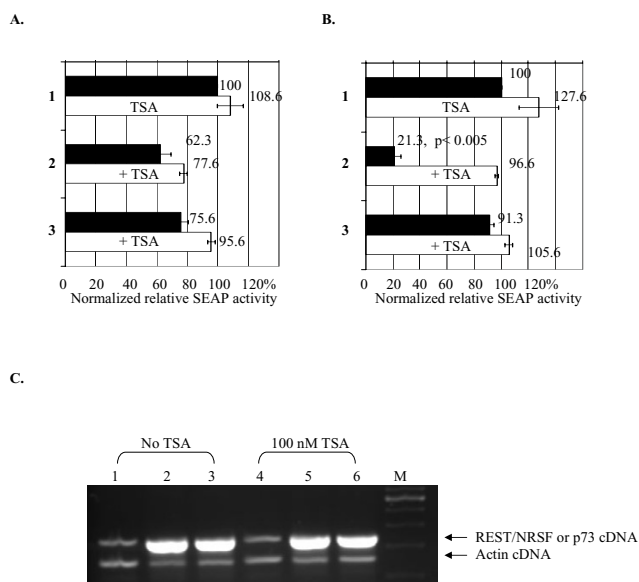 A.
1
100
TSA
108.6
2
62.3
77.6
+ TSA
3
75.6
+ TSA
95.6
0 20 40 60 80 100 120%
Normalized relative SEAP activity
B.
1
100
TSA
127.6
2
21.3, p< 0.005
+ TSA
96.6
3
91.3
+ TSA
105.6
0 20 40 60 80 100 120%
Normalized relative SEAP activity
C.
No TSA 100 nM TSA
1 2 3 4 5 6 M
REST/NRSF or p73 cDNA
Actin cDNA